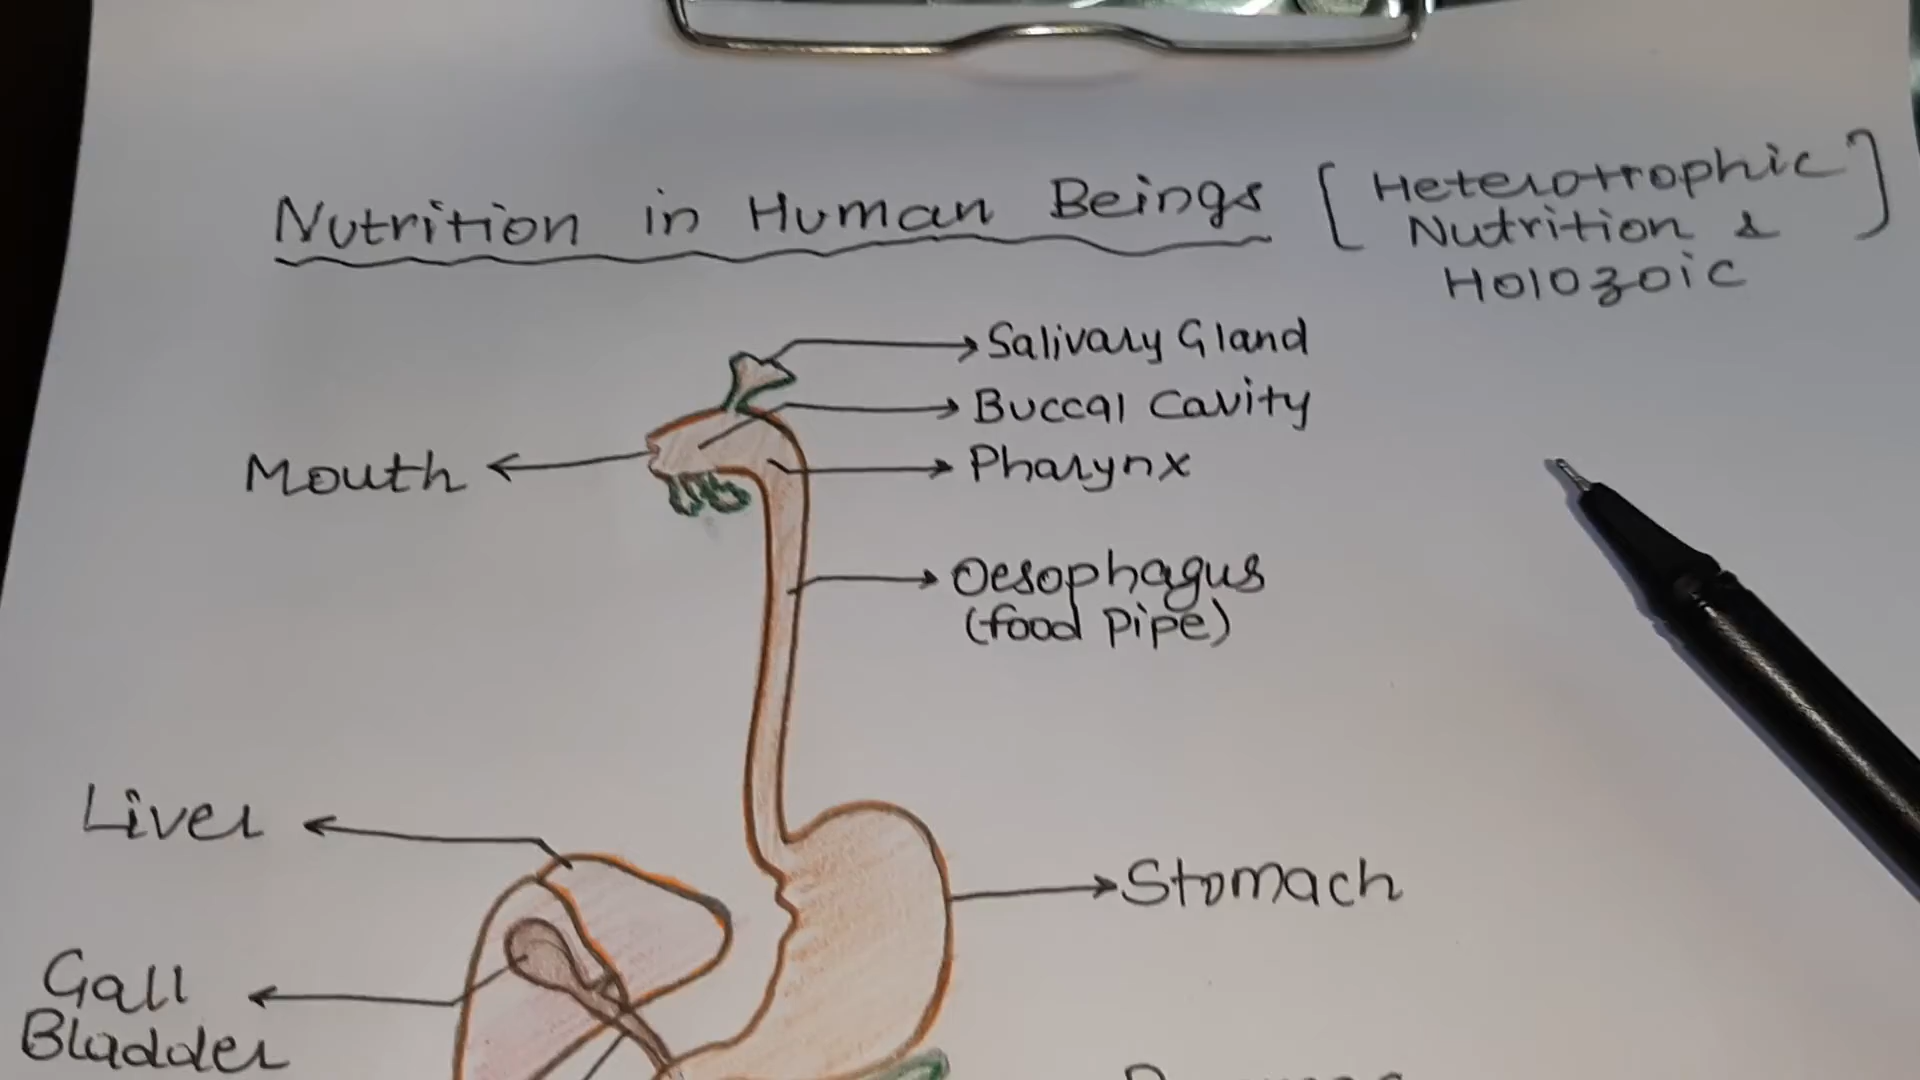 Nutrition in Human Beings [Heterotrophic
Nutrition &
Holozoic]
Salivary Gland
Buccal Cavity
Pharynx
Mouth
Oesophagus
(food pipe)
Liver
Stomach
Gall
Bladder